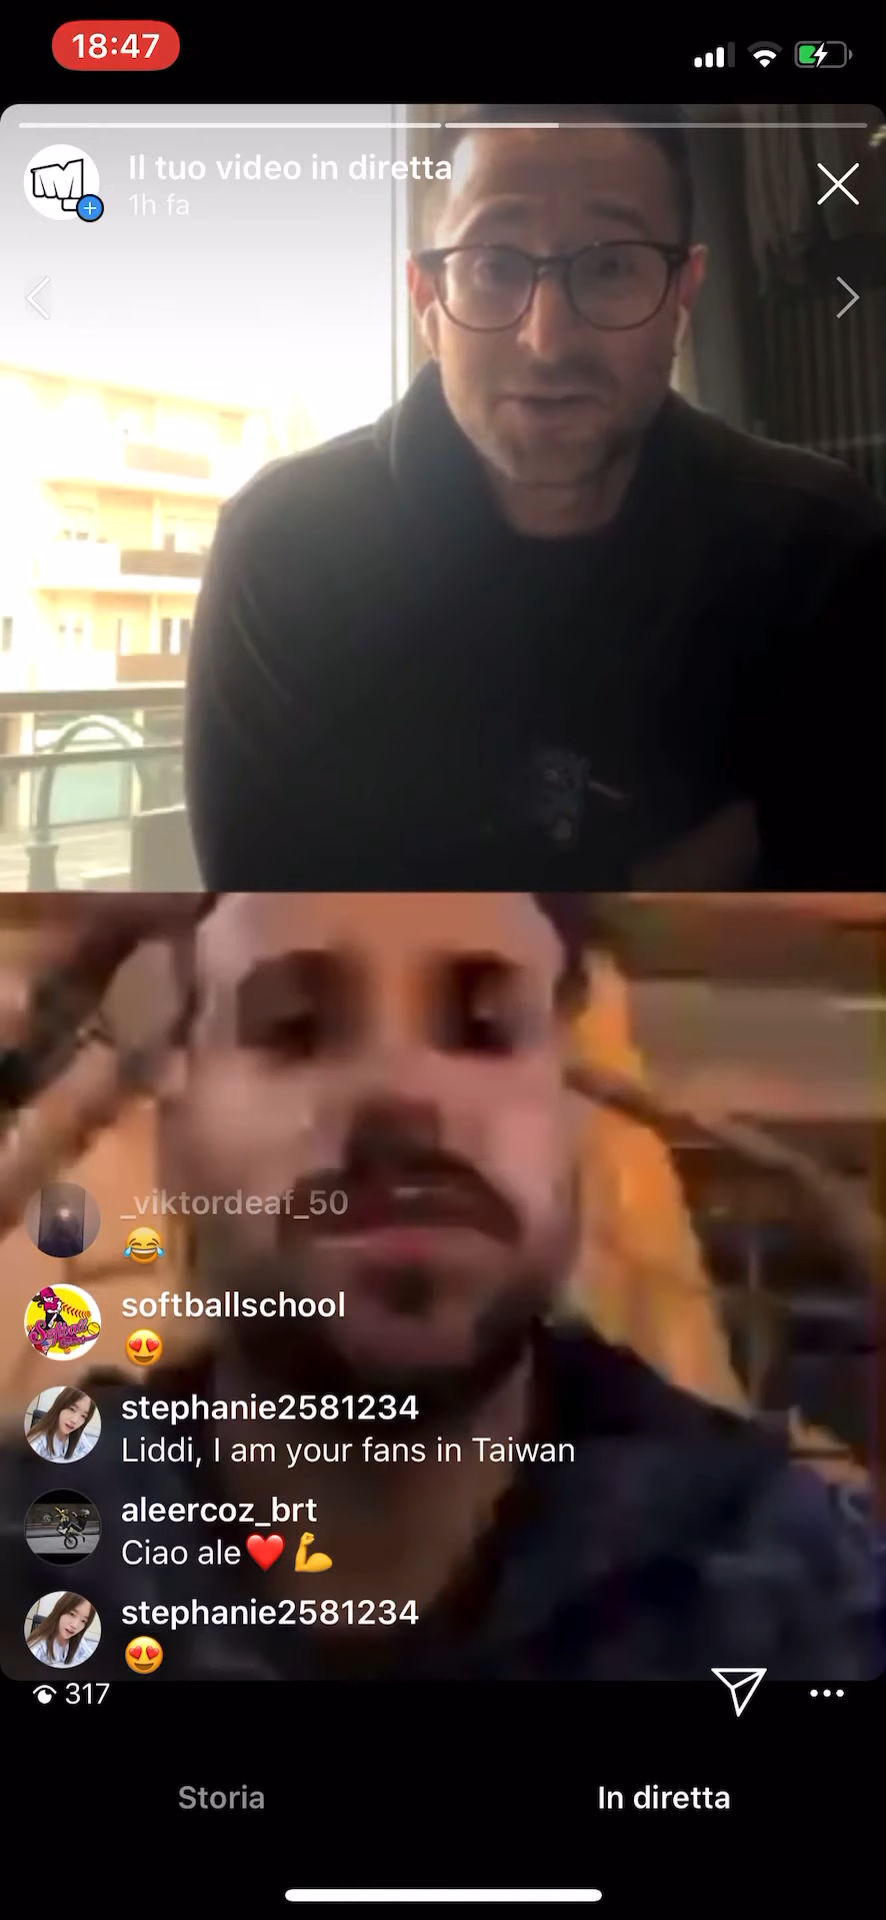 18:47
Il tuo video in diretta
1h fa
_viktordeaf_50
😂
softballschool
😍
stephanie2581234
Liddi, I am your fans in Taiwan
aleercoz_brt
Ciao ale❤️💪
stephanie2581234
😍
317
Storia
In diretta